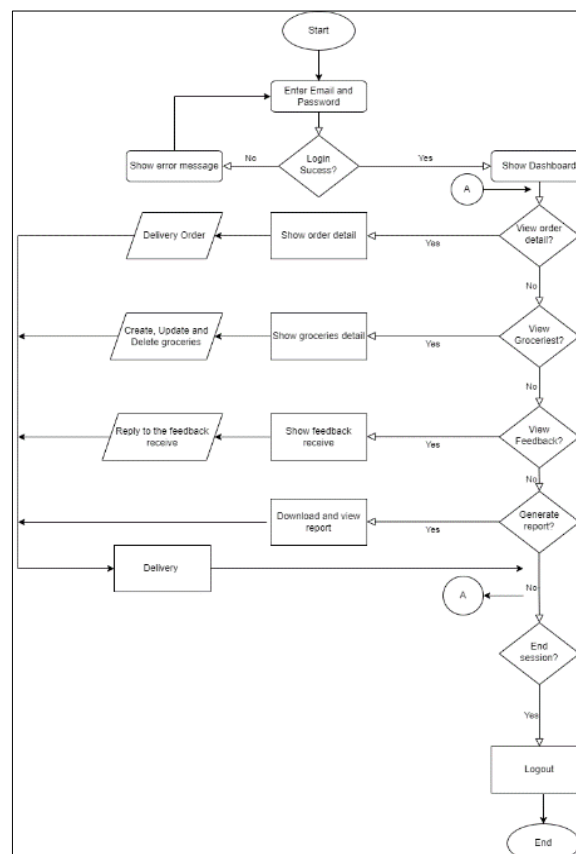 Start
Enter Email and
Password
Login
Sucess?
No
Yes
Show error message
Show Dashboard
A
View order
detail?
Yes
Show order detail
Delivery Order
No
View
Groceriest?
Yes
Show groceries detail
Create, Update and
Delete groceries
No
View
Feedback?
Yes
Show feedback
receive
Reply to the feedback
receive
No
Generate
report?
Yes
Download and view
report
Delivery
No
A
End
session?
Yes
Logout
End